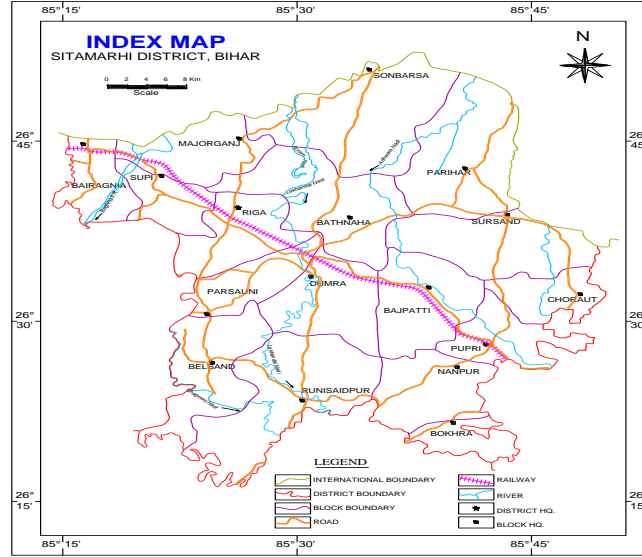 85° 15'
85° 30'
85° 45'
INDEX MAP
SITAMARHI DISTRICT, BIHAR
0 2 4 6 8 Km
Scale
N
SONBARSA
26°
45'
26°
45'
MAJORGANJ
BAIRAGNIA
SUPI
PARIHAR
RIGA
BATHNAHA
SURSAND
PARSAUNI
DUMRA
BAJPATTI
CHORAUT
26°
30'
26°
30'
PUPRI
BELSAND
NANPUR
RUNISAIDPUR
BOKHRA
LEGEND
INTERNATIONAL BOUNDARY
DISTRICT BOUNDARY
BLOCK BOUNDARY
ROAD
RAILWAY
RIVER
DISTRICT HQ.
BLOCK HQ.
26°
15'
26°
15'
85° 15'
85° 30'
85° 45'